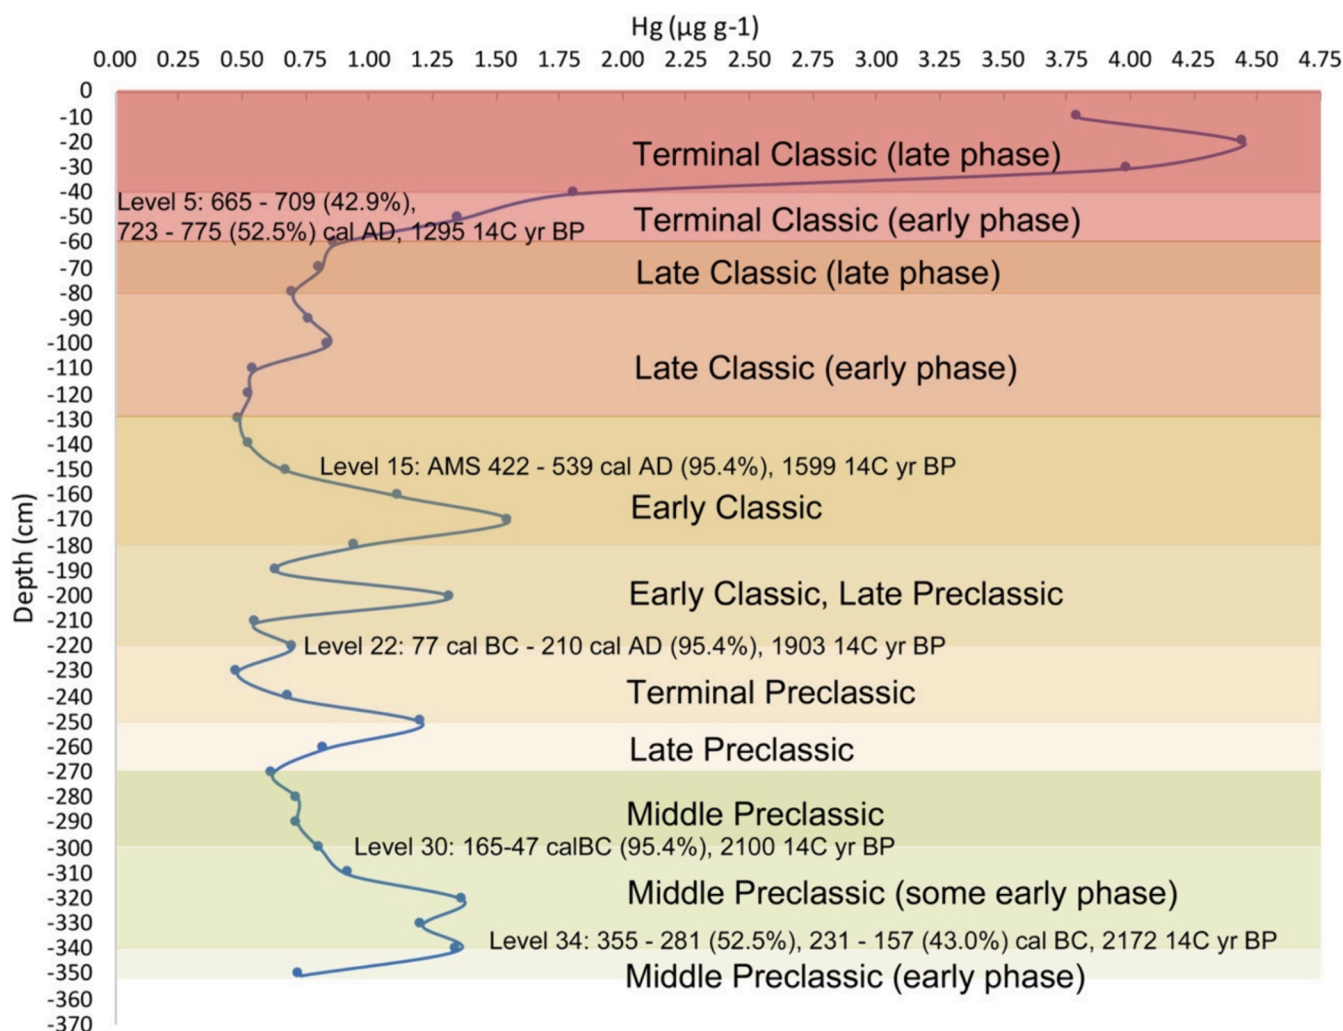 Hg (µg g-1)
0.00 0.25 0.50 0.75 1.00 1.25 1.50 1.75 2.00 2.25 2.50 2.75 3.00 3.25 3.50 3.75 4.00 4.25 4.50 4.75
0
-10
-20
Terminal Classic (late phase)
-30
-40
Level 5: 665 - 709 (42.9%),
-50
Terminal Classic (early phase)
723 - 775 (52.5%) cal AD, 1295 14C yr BP
-60
-70
Late Classic (late phase)
-80
-90
-100
-110
Late Classic (early phase)
-120
-130
-140
-150
Level 15: AMS 422 - 539 cal AD (95.4%), 1599 14C yr BP
-160
Early Classic
-170
-180
-190
-200
Early Classic, Late Preclassic
-210
-220
Level 22: 77 cal BC - 210 cal AD (95.4%), 1903 14C yr BP
-230
-240
Terminal Preclassic
-250
-260
Late Preclassic
-270
-280
-290
Middle Preclassic
-300
Level 30: 165-47 calBC (95.4%), 2100 14C yr BP
-310
-320
Middle Preclassic (some early phase)
-330
-340
Level 34: 355 - 281 (52.5%), 231 - 157 (43.0%) cal BC, 2172 14C yr BP
-350
Middle Preclassic (early phase)
-360
-370
Depth (cm)